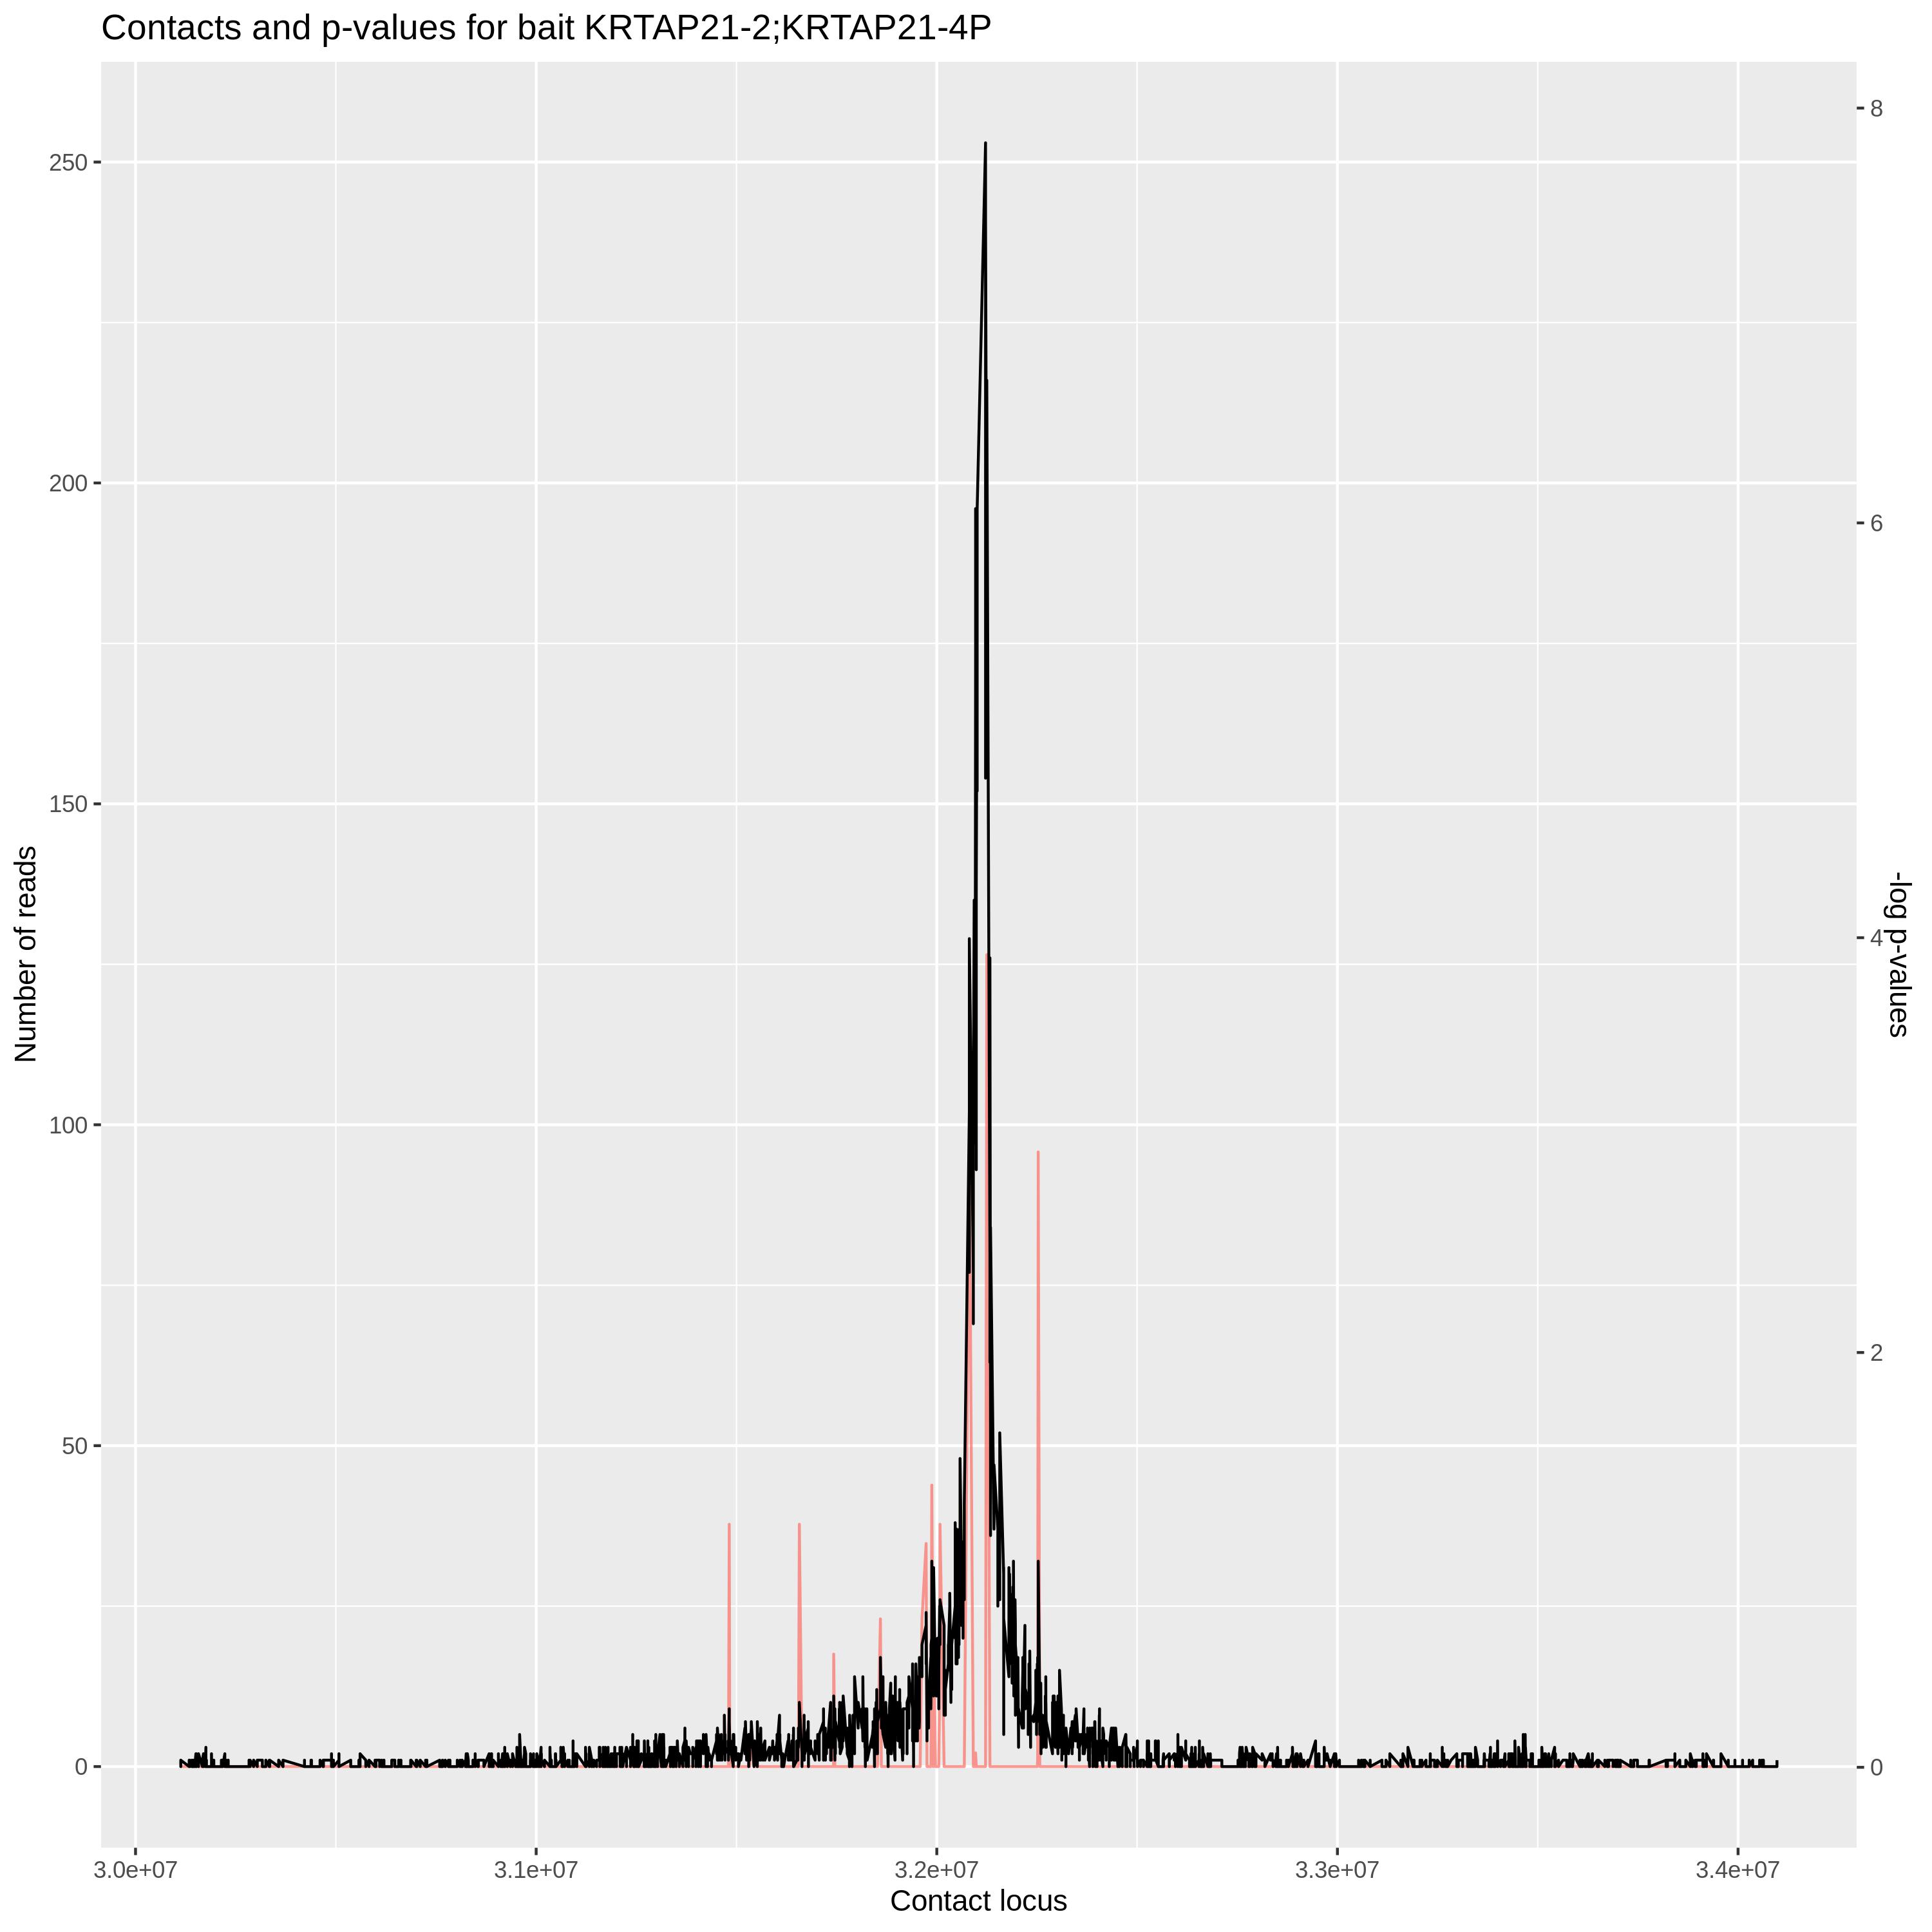 Contacts and p-values for bait KRTAP21-2;KRTAP21-4P
250
200
150
100
50
0
Number of reads
8
6
4
2
0
-log p-values
3.0e+07
3.1e+07
3.2e+07
3.3e+07
3.4e+07
Contact locus